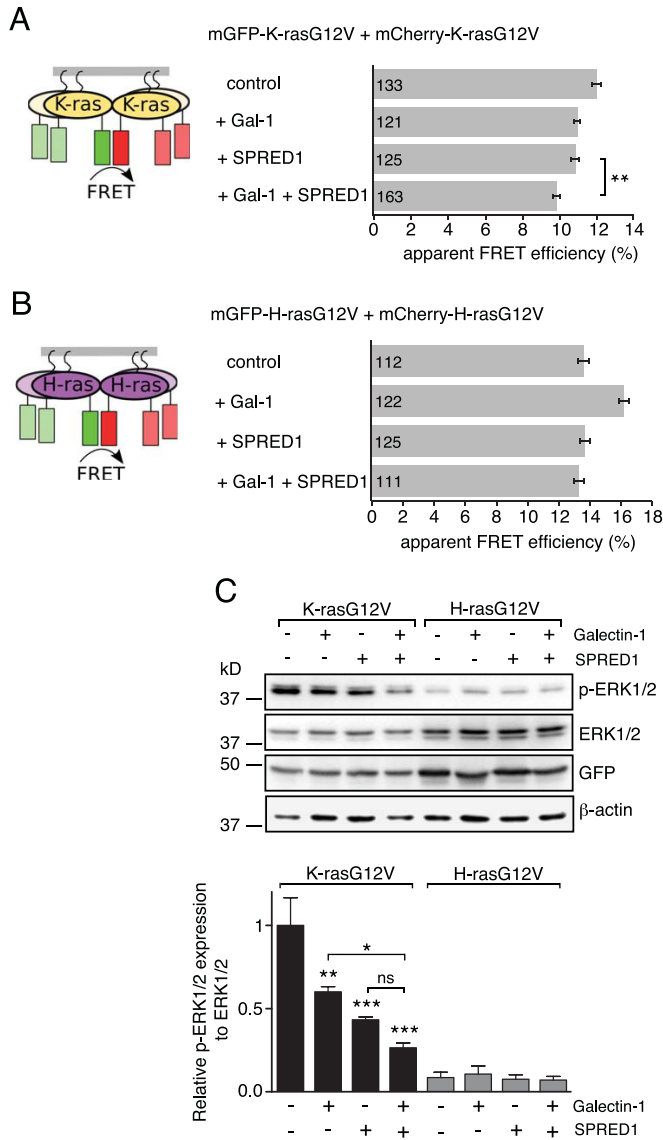 A
mGFP-K-rasG12V + mCherry-K-rasG12V
K-ras K-ras
FRET
control
133
+ Gal-1
121
+ SPRED1
125
+ Gal-1 + SPRED1
163
**
0 2 4 6 8 10 12 14
apparent FRET efficiency (%)
B
mGFP-H-rasG12V + mCherry-H-rasG12V
H-ras H-ras
FRET
control
112
+ Gal-1
122
+ SPRED1
125
+ Gal-1 + SPRED1
111
0 2 4 6 8 10 12 14 16 18
apparent FRET efficiency (%)
C
K-rasG12V H-rasG12V
- + - + - + - + Galectin-1
- - + + - - + + SPRED1
kD
37
p-ERK1/2
37
ERK1/2
50
GFP
37
β-actin
K-rasG12V H-rasG12V
Relative p-ERK1/2 expression
to ERK1/2
1
0.5
0.0
*
ns
** *** ***
- + - + - + - + Galectin-1
- - + + - - + + SPRED1